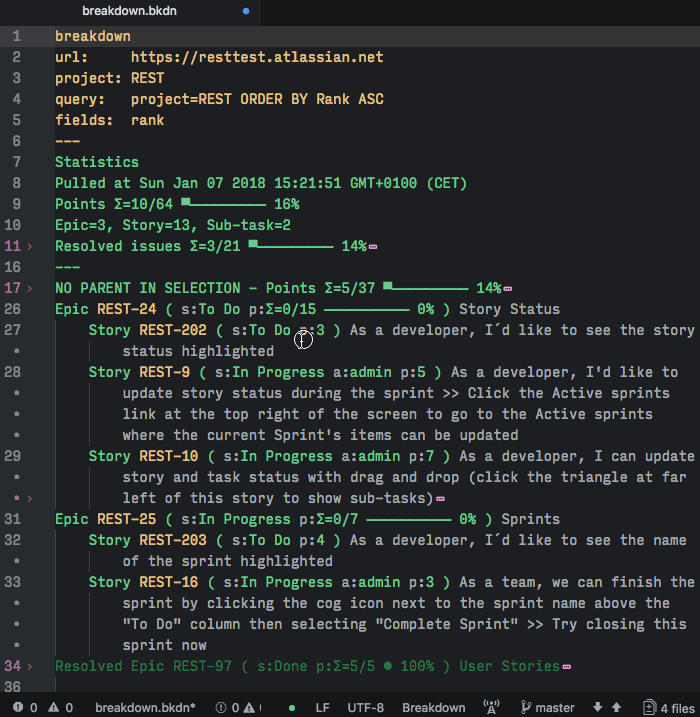 breakdown.bkdn
1 breakdown
2 url: https://resttest.atlassian.net
3 project: REST
4 query: project=REST ORDER BY Rank ASC
5 fields: rank
6 ---
7 Statistics
8 Pulled at Sun Jan 07 2018 15:21:51 GMT+0100 (CET)
9 Points Σ=10/64 16%
10 Epic=3, Story=13, Sub-task=2
11 Resolved issues Σ=3/21 14%
16 ---
17 NO PARENT IN SELECTION - Points Σ=5/37 14%
26 Epic REST-24 ( s:To Do p:Σ=0/15 0% ) Story Status
27 Story REST-202 ( s:To Do p:3 ) As a developer, I´d like to see the story
status highlighted
28 Story REST-9 ( s:In Progress a:admin p:5 ) As a developer, I'd like to
update story status during the sprint >> Click the Active sprints
link at the top right of the screen to go to the Active sprints
where the current Sprint's items can be updated
29 Story REST-10 ( s:In Progress a:admin p:7 ) As a developer, I can update
story and task status with drag and drop (click the triangle at far
left of this story to show sub-tasks)
31 Epic REST-25 ( s:In Progress p:Σ=0/7 0% ) Sprints
32 Story REST-203 ( s:To Do p:4 ) As a developer, I´d like to see the name
of the sprint highlighted
33 Story REST-16 ( s:In Progress a:admin p:3 ) As a team, we can finish the
sprint by clicking the cog icon next to the sprint name above the
"To Do" column then selecting "Complete Sprint" >> Try closing this
sprint now
34 Resolved Epic REST-97 ( s:Done p:Σ=5/5 ● 100% ) User Stories
36
0 0 breakdown.bkdn* 0 LF UTF-8 Breakdown master 4 files